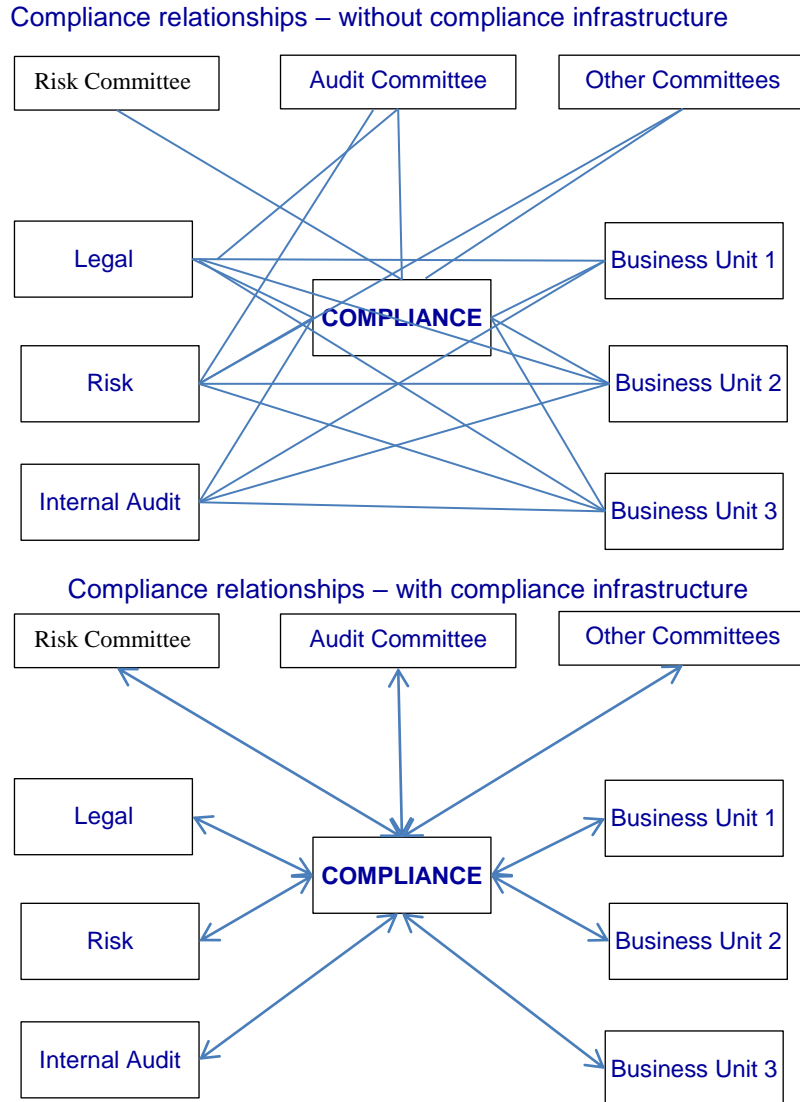 Compliance relationships – without compliance infrastructure
Risk Committee
Audit Committee
Other Committees
Legal
Business Unit 1
COMPLIANCE
Risk
Business Unit 2
Internal Audit
Business Unit 3
Compliance relationships – with compliance infrastructure
Risk Committee
Audit Committee
Other Committees
Legal
Business Unit 1
COMPLIANCE
Risk
Business Unit 2
Internal Audit
Business Unit 3